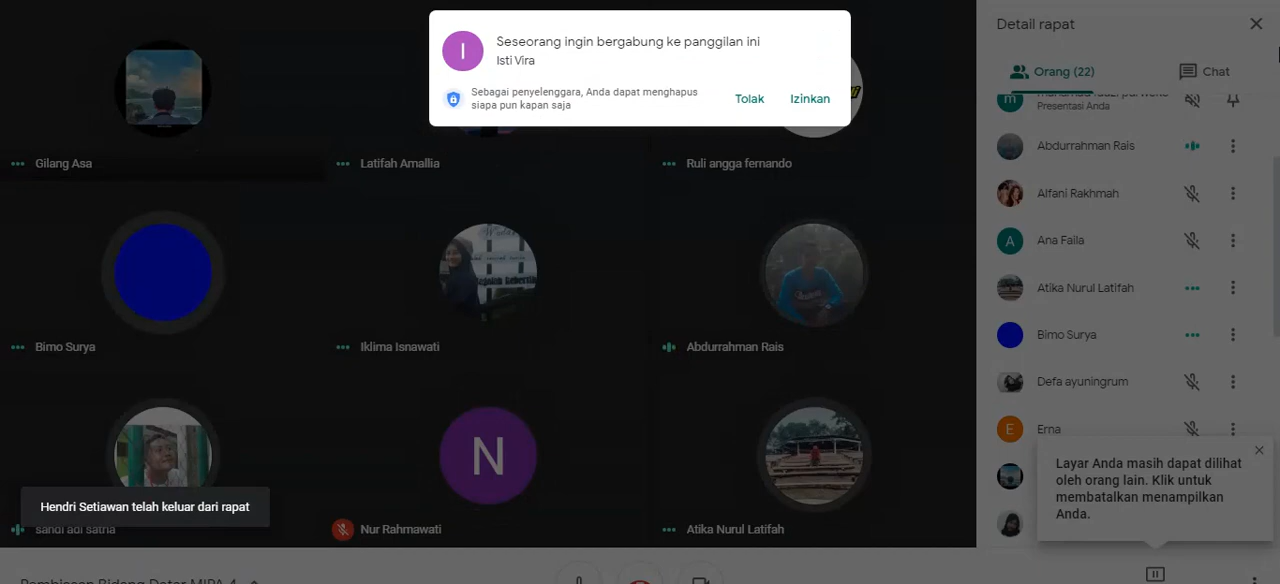 Seseorang ingin bergabung ke panggilan ini
I
Isti Vira
Sebagai penyelenggara, Anda dapat menghapus
siapa pun kapan saja
Tolak
Izinkan
Gilang Asa
Latifah Amallia
Ruli angga fernando
Bimo Surya
Iklima Isnawati
Abdurrahman Rais
N
Hendri Setiawan telah keluar dari rapat
sandi adi satria
Nur Rahmawati
Atika Nurul Latifah
Detail rapat
Orang (22)
Chat
m
Presentasi Anda
Abdurrahman Rais
Alfani Rakhmah
A
Ana Faila
Atika Nurul Latifah
Bimo Surya
Defa ayuningrum
E
Erna
Layar Anda masih dapat dilihat
oleh orang lain. Klik untuk
membatalkan menampilkan
Anda.